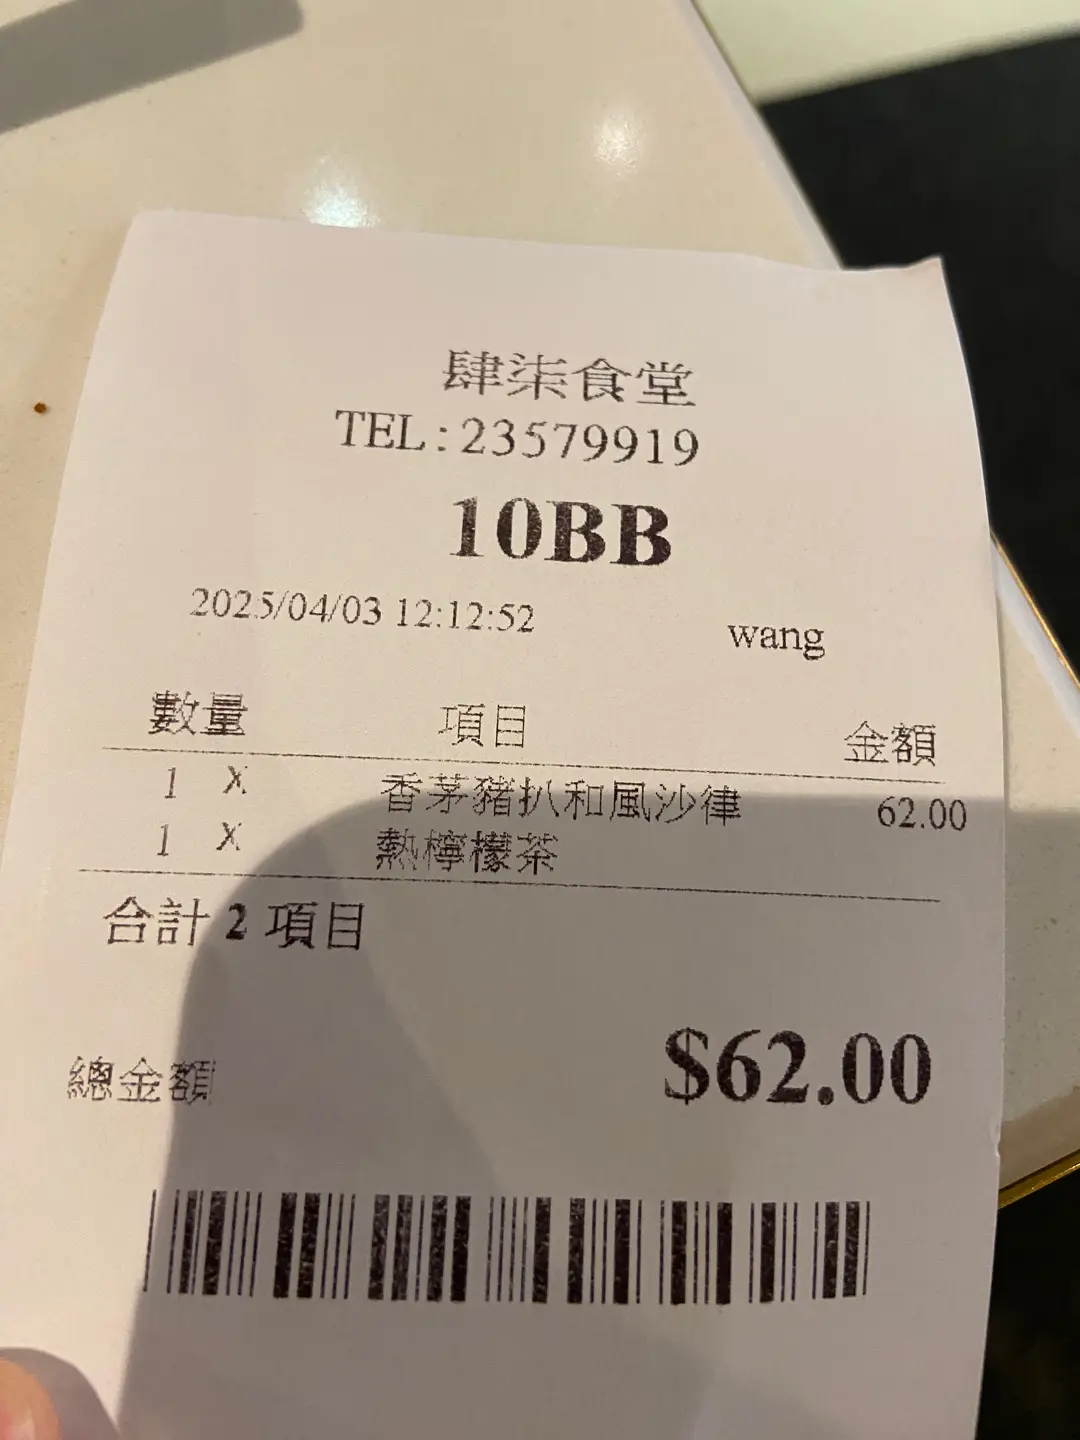 肆柒食堂
TEL:23579919
10BB
2025/04/03 12:12:52 wang
數量 項目 金額
1 X 香茅豬扒和風沙律 62.00
1 X 熱檸檬茶
合計 2 項目
總金額 $62.00